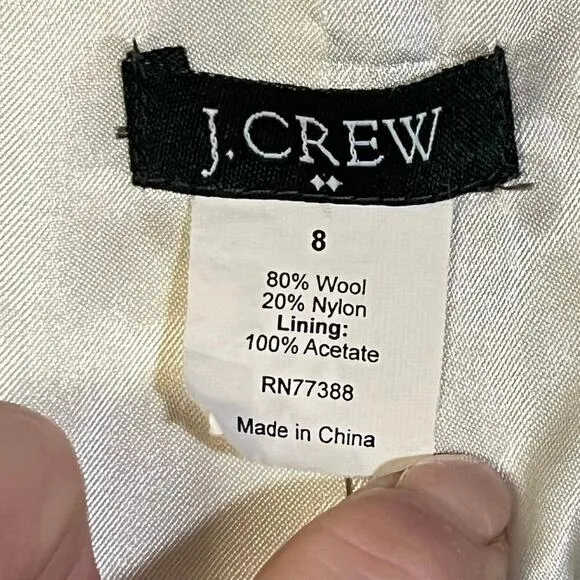 J.CREW
8
80% Wool
20% Nylon
Lining:
100% Acetate
RN77388
Made in China